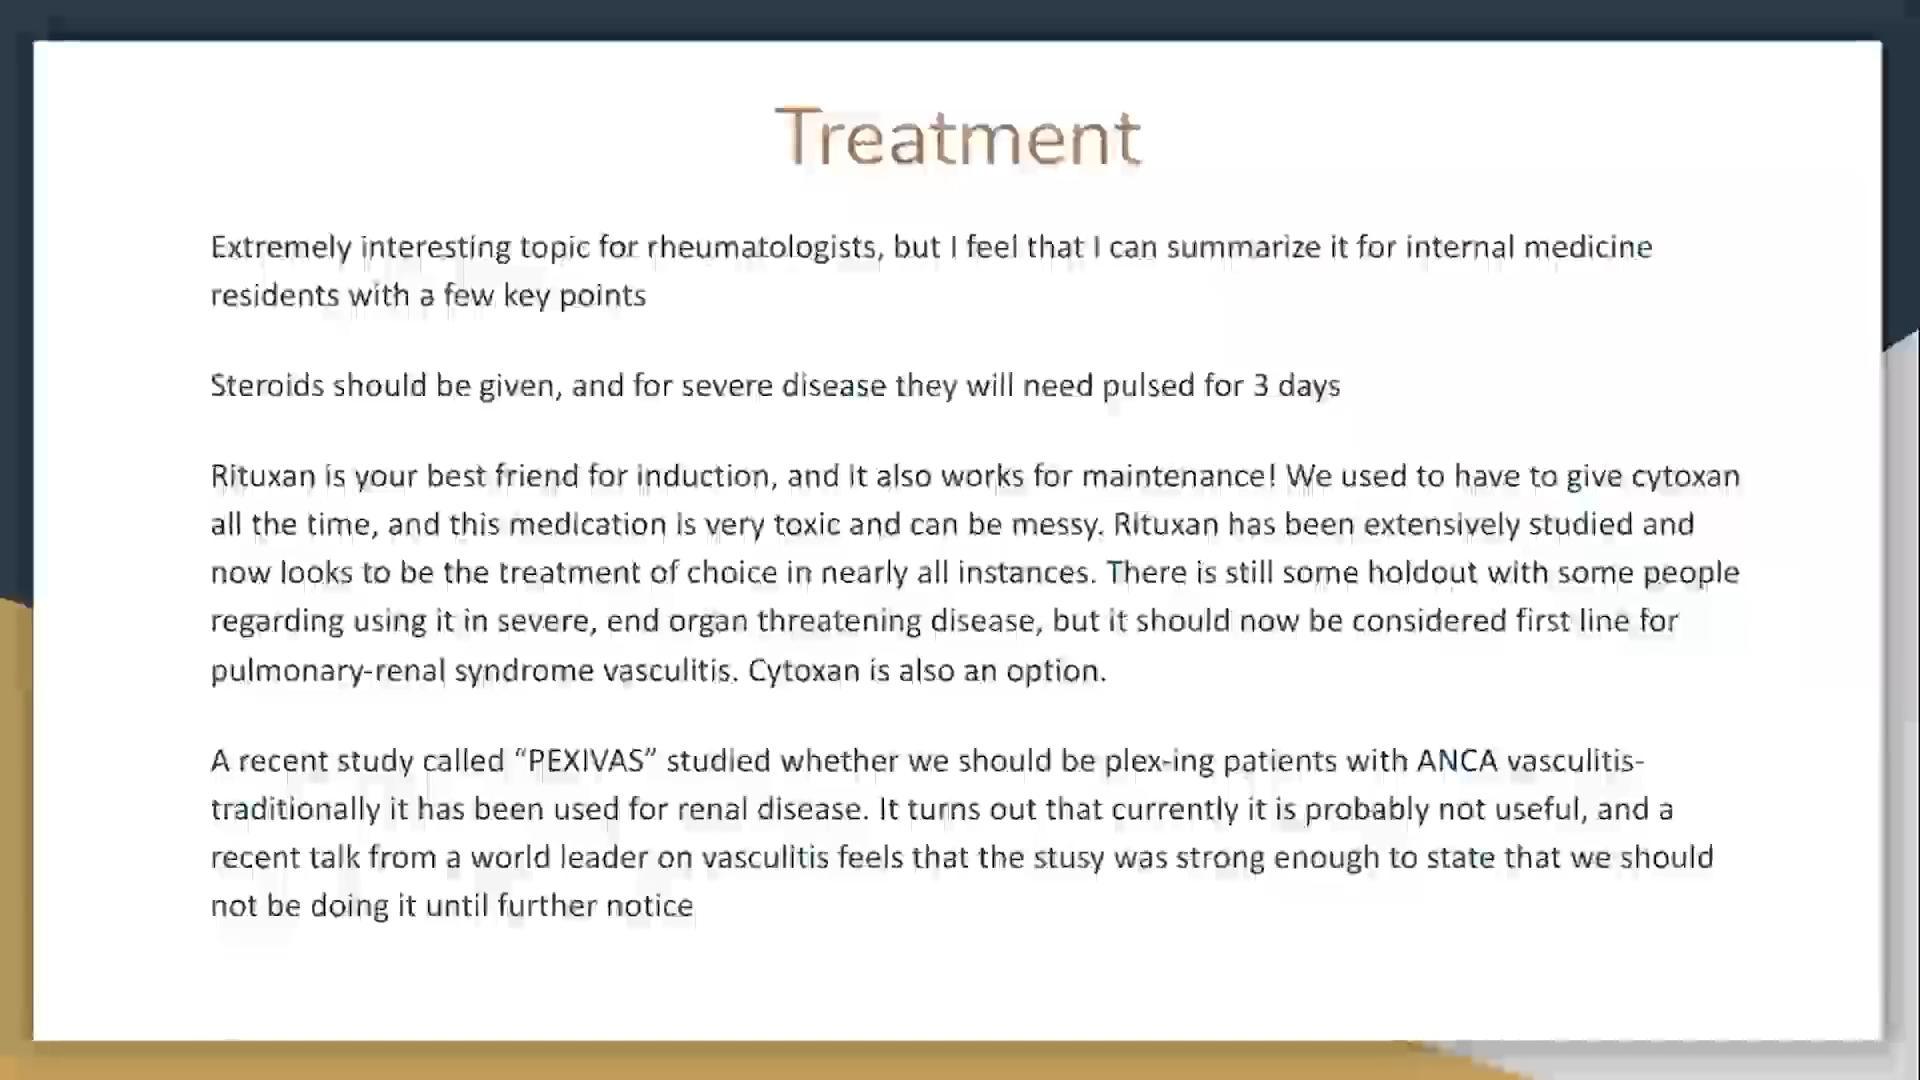 Treatment
Extremely interesting topic for rheumatologists, but I feel that I can summarize it for internal medicine
residents with a few key points
Steroids should be given, and for severe disease they will need pulsed for 3 days
Rituxan is your best friend for induction, and it also works for maintenance! We used to have to give cytoxan
all the time, and this medication is very toxic and can be messy. Rituxan has been extensively studied and
now looks to be the treatment of choice in nearly all instances. There is still some holdout with some people
regarding using it in severe, end organ threatening disease, but it should now be considered first line for
pulmonary-renal syndrome vasculitis. Cytoxan is also an option.
A recent study called “PEXIVAS” studied whether we should be plex-ing patients with ANCA vasculitis-
traditionally it has been used for renal disease. It turns out that currently it is probably not useful, and a
recent talk from a world leader on vasculitis feels that the stusy was strong enough to state that we should
not be doing it until further notice